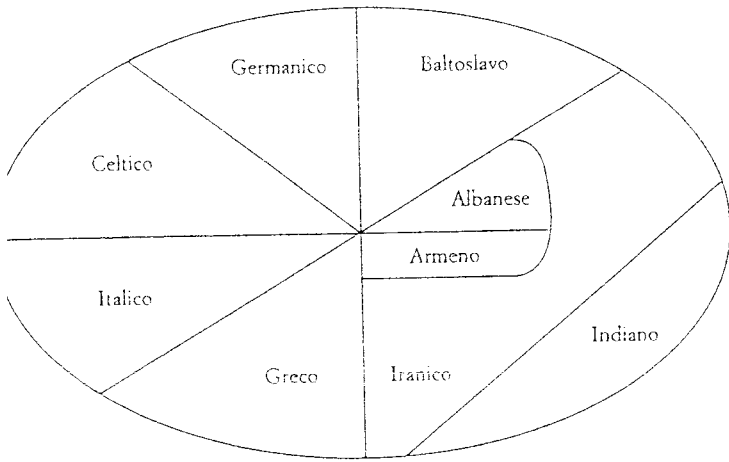 Germanico
Baltoslavo
Celtico
Albanese
Armeno
Italico
Indiano
Greco
Iranico